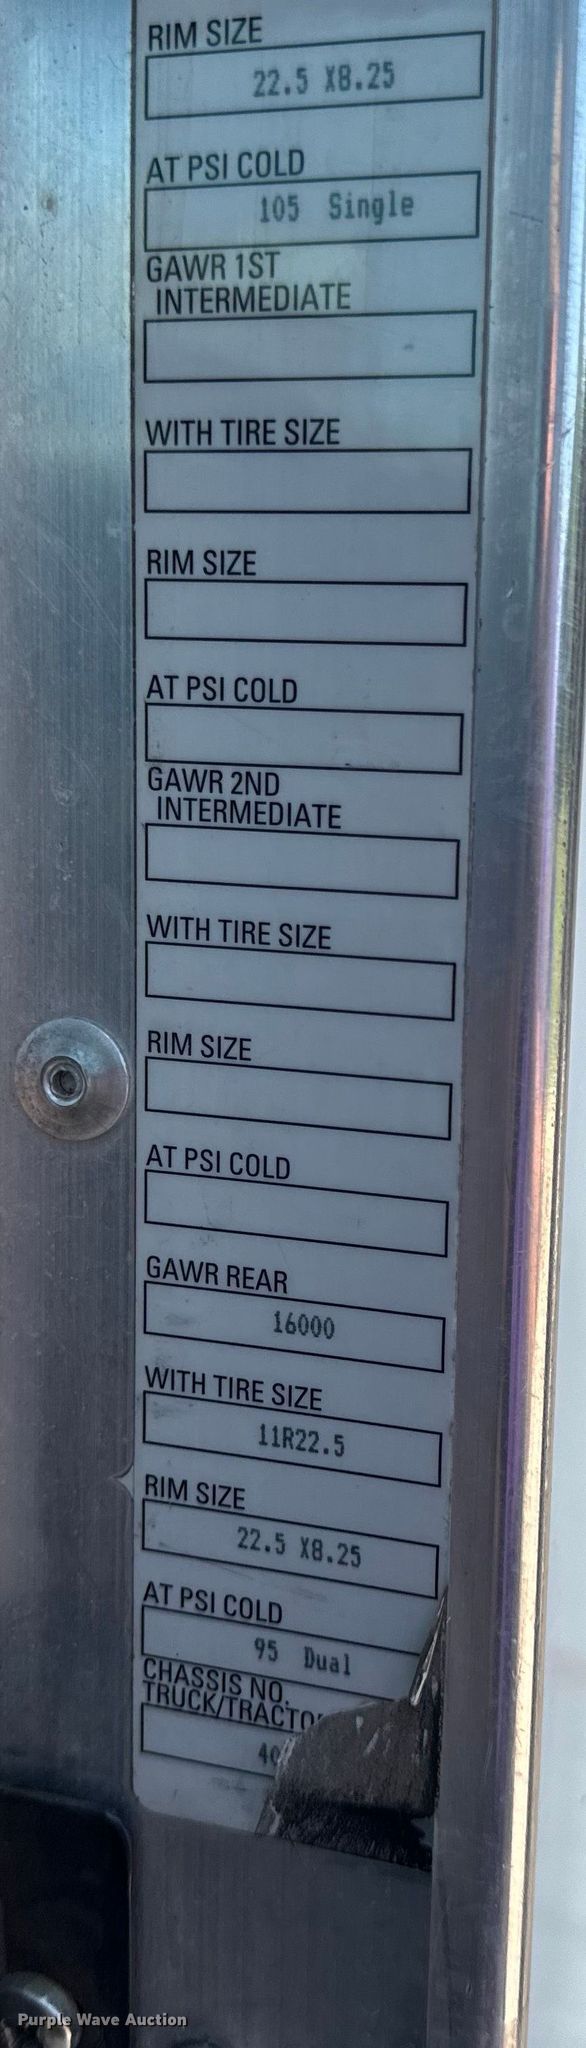 RIM SIZE
22.5 X8.25
AT PSI COLD
105 Single
GAWR 1ST
INTERMEDIATE
WITH TIRE SIZE
RIM SIZE
AT PSI COLD
GAWR 2ND
INTERMEDIATE
WITH TIRE SIZE
RIM SIZE
AT PSI COLD
GAWR REAR
16000
WITH TIRE SIZE
11R22.5
RIM SIZE
22.5 X8.25
AT PSI COLD
95 Dual
CHASSIS NO.
TRUCK/TRACTO
40
Purple Wave Auction